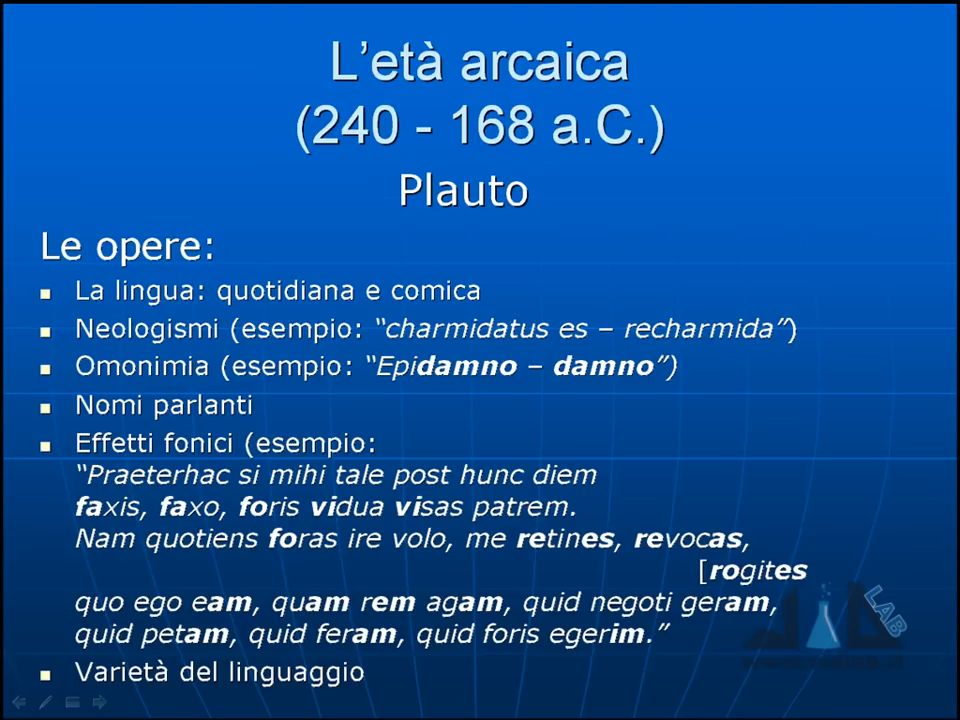 L'età arcaica
(240 - 168 a.C.)
Plauto
Le opere:
La lingua: quotidiana e comica
Neologismi (esempio: “charmidatus es – recharmida”)
Omonimia (esempio: “Epidamno – damno”)
Nomi parlanti
Effetti fonici (esempio:
“Praeterhac si mihi tale post hunc diem
faxis, faxo, foris vidua visas patrem.
Nam quotiens foras ire volo, me retines, revocas,
[rogites
quo ego eam, quam rem agam, quid negoti geram,
quid petam, quid feram, quid foris egerim.”
LAB
Varietà del linguaggio